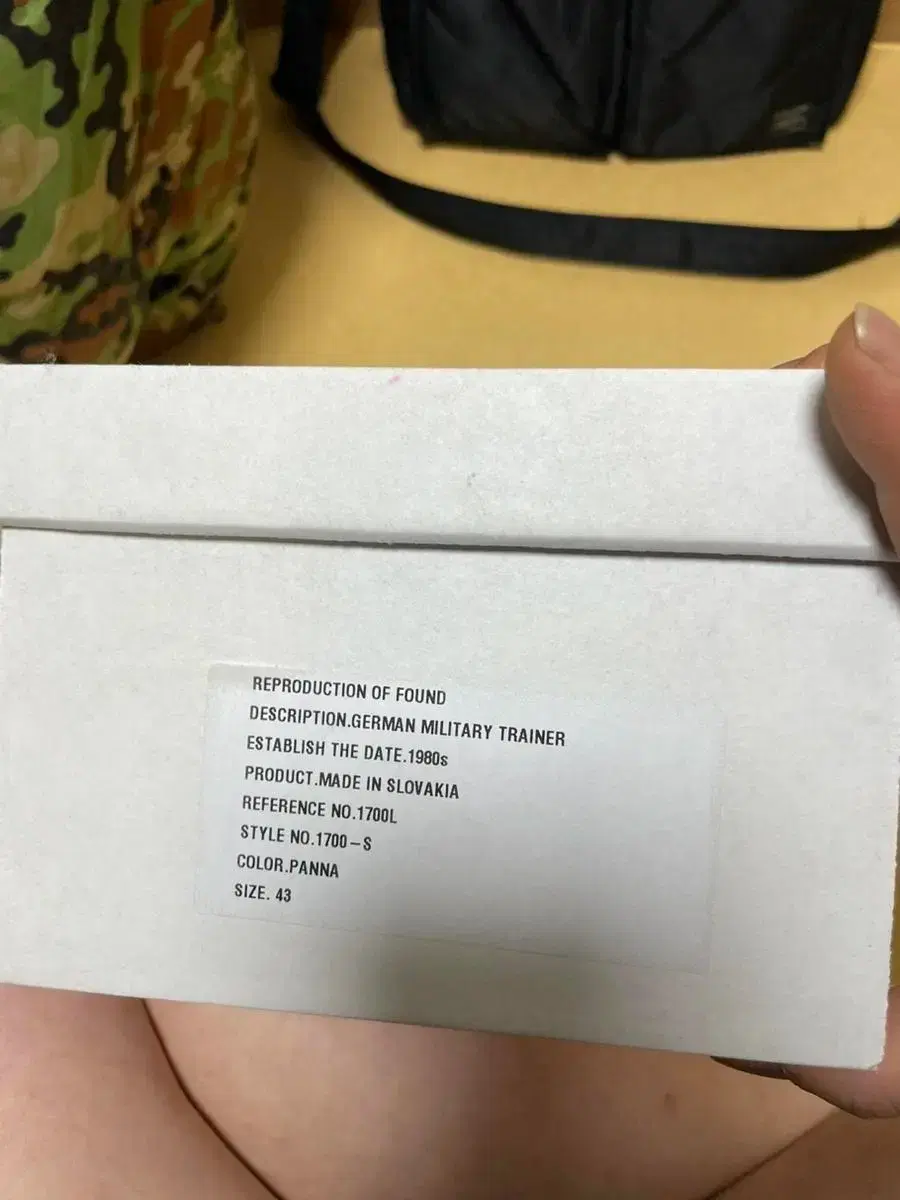 REPRODUCTION OF FOUND
DESCRIPTION.GERMAN MILITARY TRAINER
ESTABLISH THE DATE.1980s
PRODUCT.MADE IN SLOVAKIA
REFERENCE NO.1700L
STYLE NO.1700-S
COLOR.PANNA
SIZE. 43